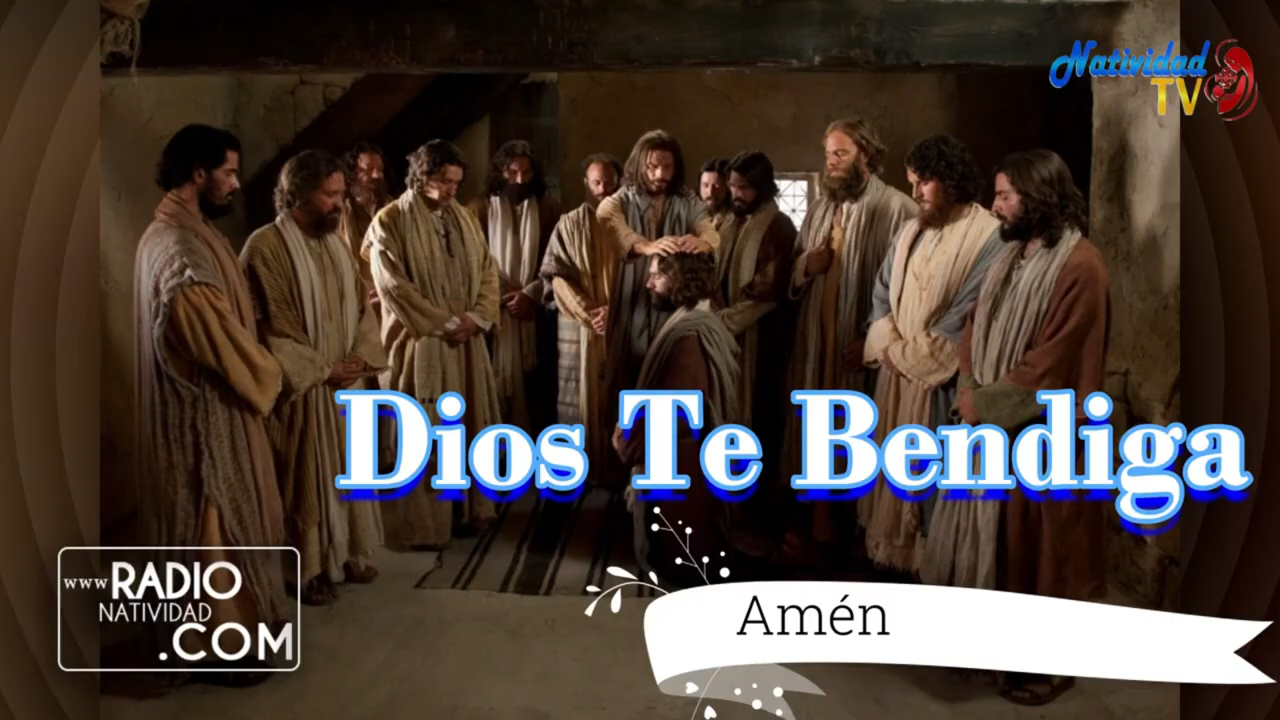 Natividad
TV
Dios Te Bendiga
www RADIO
NATIVIDAD
.COM
Amén